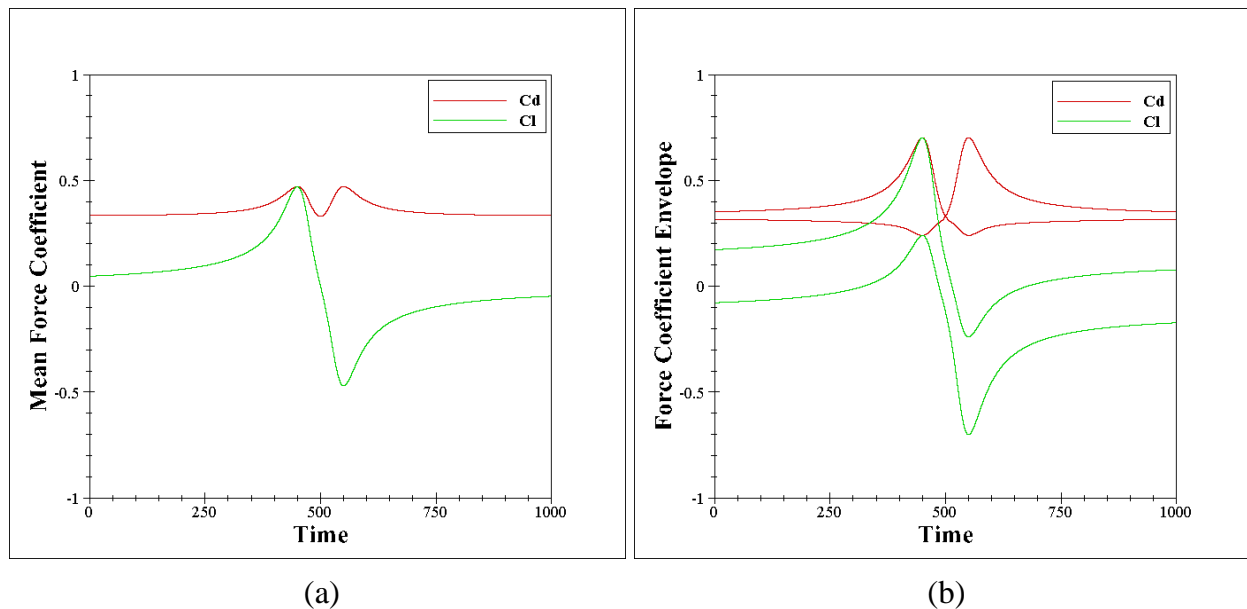 Mean Force Coefficient
1
0.5
0
-0.5
-1
0
250
500
750
1000
Time
Cd
Cl
(a)
Force Coefficient Envelope
1
0.5
0
-0.5
-1
0
250
500
750
1000
Time
Cd
Cl
(b)